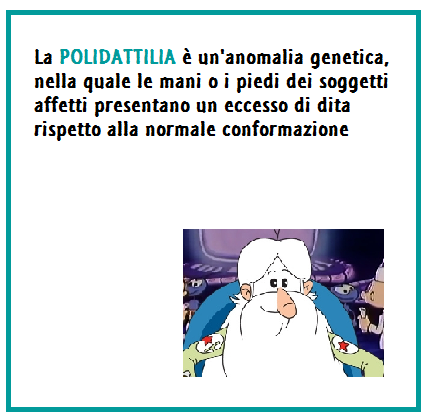 La POLIDATTILIA è un'anomalia genetica,
nella quale le mani o i piedi dei soggetti
affetti presentano un eccesso di dita
rispetto alla normale conformazione